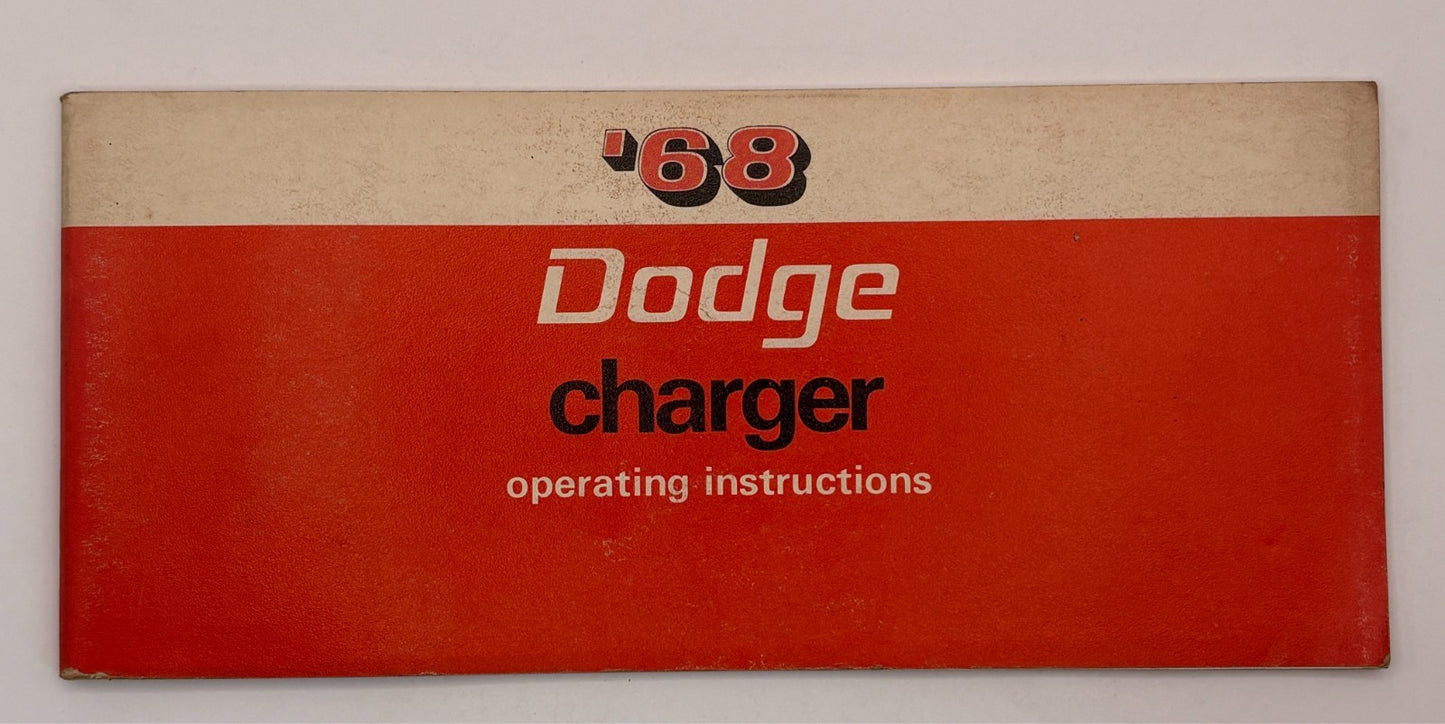 '68
Dodge
charger
operating instructions